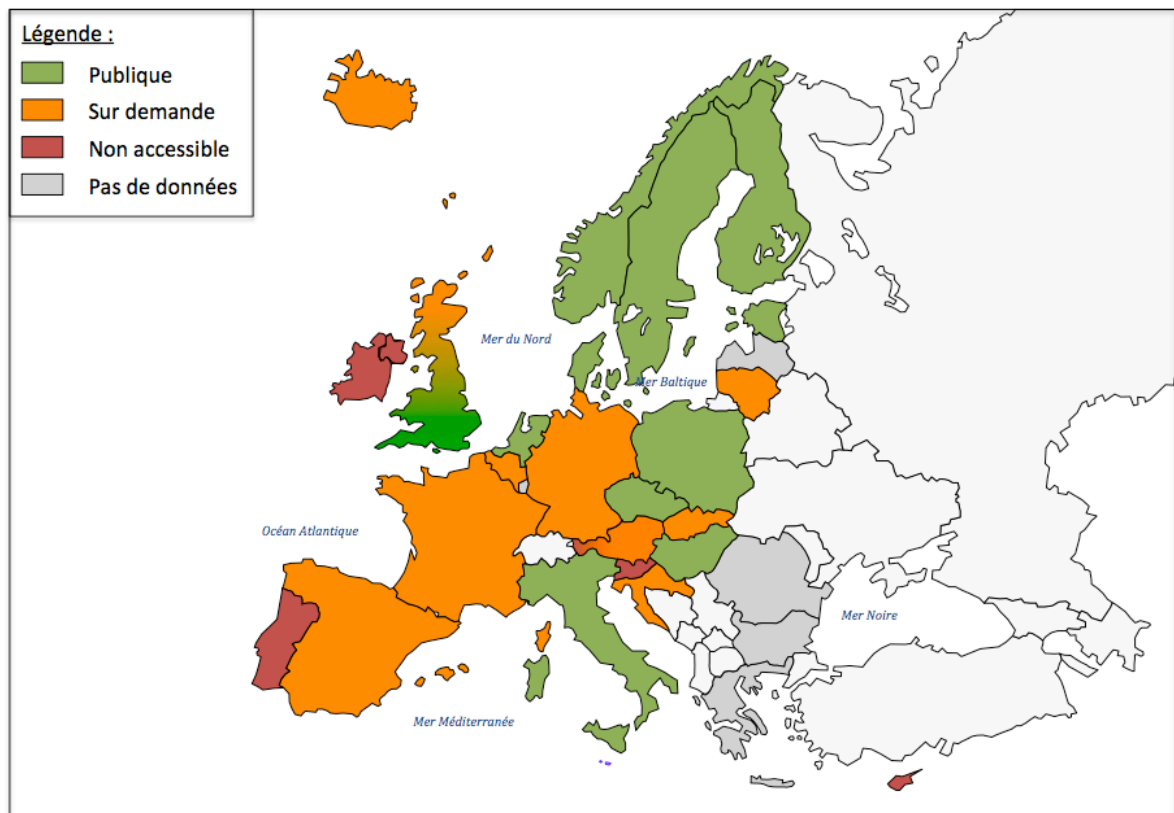 Légende :
Publique
Sur demande
Non accessible
Pas de données
Mer du Nord
Mer Baltique
Océan Atlantique
Mer Noire
Mer Méditerranée